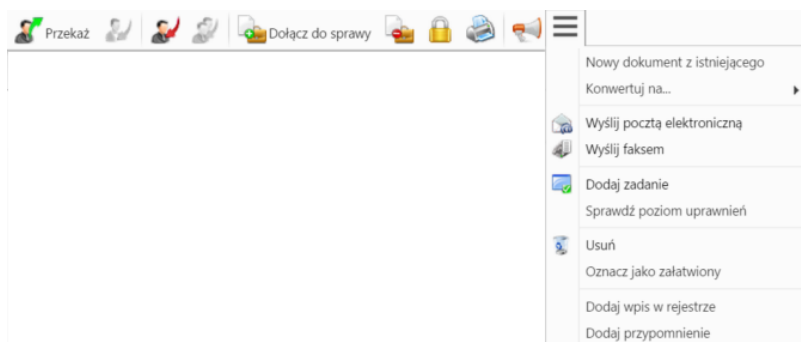 Przekaż
Dołącz do sprawy
Nowy dokument z istniejącego
Konwertuj na...
Wyślij pocztą elektroniczną
Wyślij faksem
Dodaj zadanie
Sprawdź poziom uprawnień
Usuń
Oznacz jako załatwiony
Dodaj wpis w rejestrze
Dodaj przypomnienie